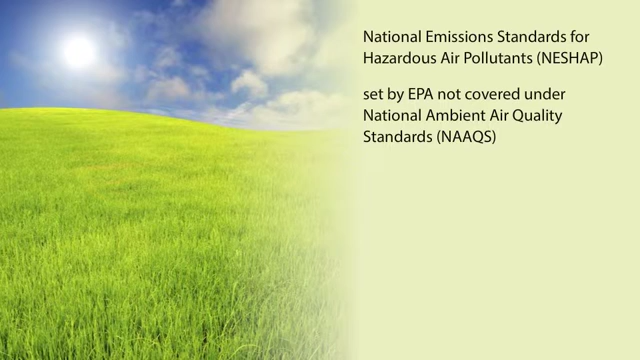 National Emissions Standards for
Hazardous Air Pollutants (NESHAP)
set by EPA not covered under
National Ambient Air Quality
Standards (NAAQS)